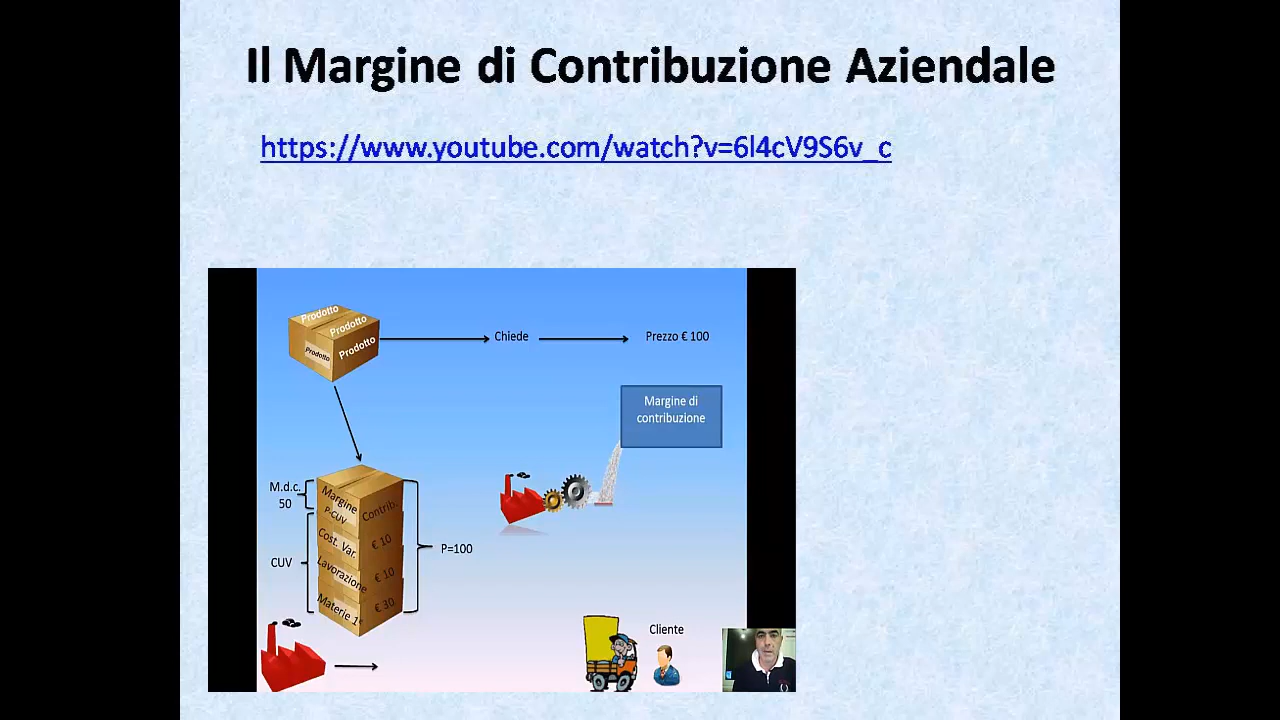 Il Margine di Contribuzione Aziendale
https://www.youtube.com/watch?v=6l4cV9S6v_c
Prodotto
Prodotto
Prodotto
Prodotto
Chiede
Prezzo € 100
Margine di
contribuzione
M.d.c.
50
Margine
P-CUV
Contrib.
Cost. Var.
€ 10
CUV
P=100
Lavorazione
€ 10
Materie 1^
€ 30
Cliente